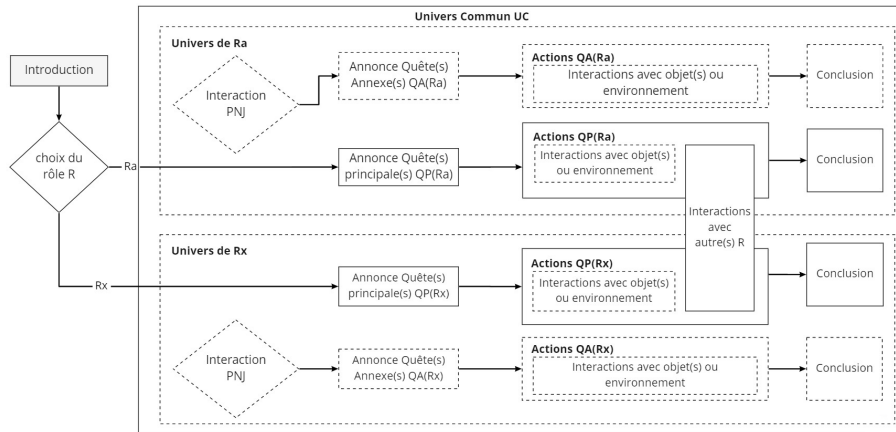 Univers Commun UC
Introduction
choix du
rôle R
Ra
Rx
Univers de Ra
Interaction
PNJ
Annonce Quête(s)
Annexe(s) QA(Ra)
Actions QA(Ra)
Interactions avec objet(s) ou
environnement
Conclusion
Annonce Quête(s)
principale(s) QP(Ra)
Actions QP(Ra)
Interactions avec objet(s)
ou environnement
Conclusion
Interactions
avec
autre(s) R
Univers de Rx
Annonce Quête(s)
principale(s) QP(Rx)
Actions QP(Rx)
Interactions avec objet(s)
ou environnement
Conclusion
Interaction
PNJ
Annonce Quête(s)
Annexe(s) QA(Rx)
Actions QA(Rx)
Interactions avec objet(s) ou
environnement
Conclusion